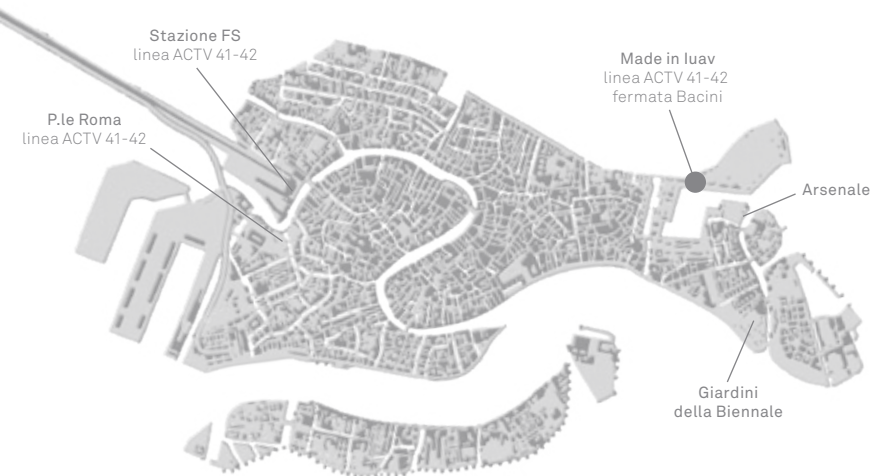 Stazione FS
linea ACTV 41-42
Made in Iuav
linea ACTV 41-42
fermata Bacini
P.le Roma
linea ACTV 41-42
Arsenale
Giardini
della Biennale